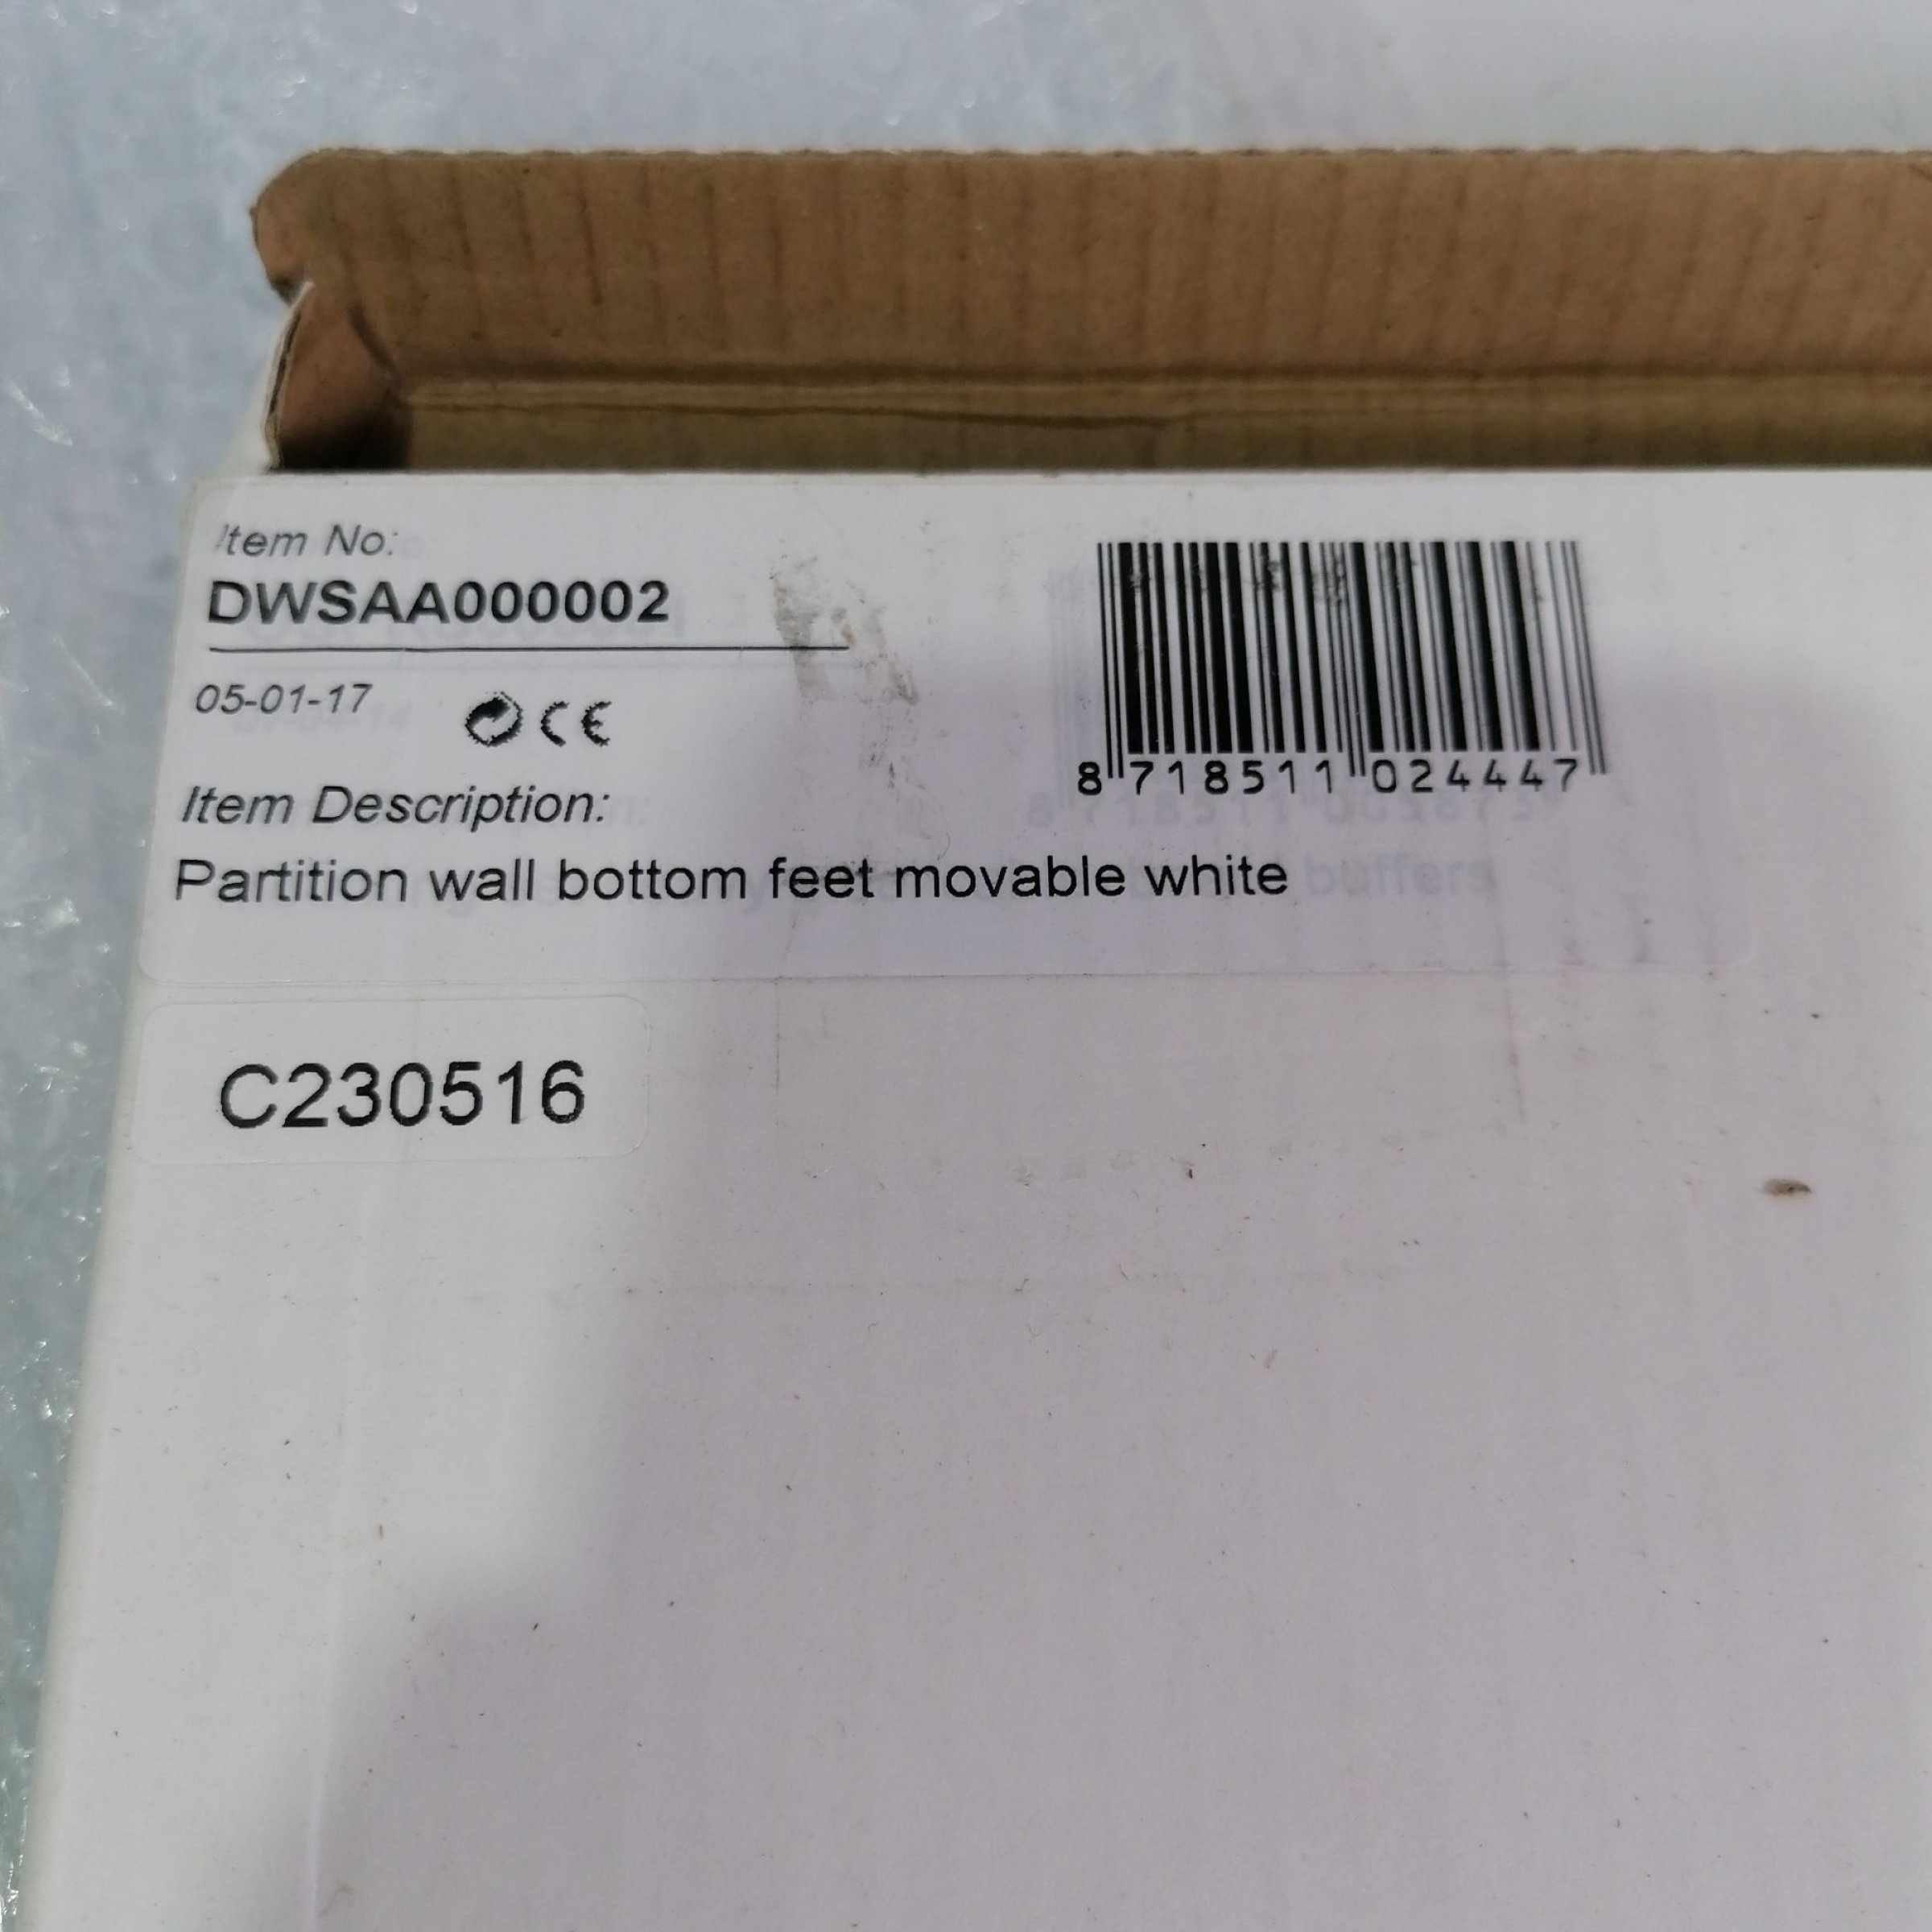 Item No:
DWSAA000002
05-01-17
CE
Item Description:
Partition wall bottom feet movable white
8 718511 024447
buffers
C230516